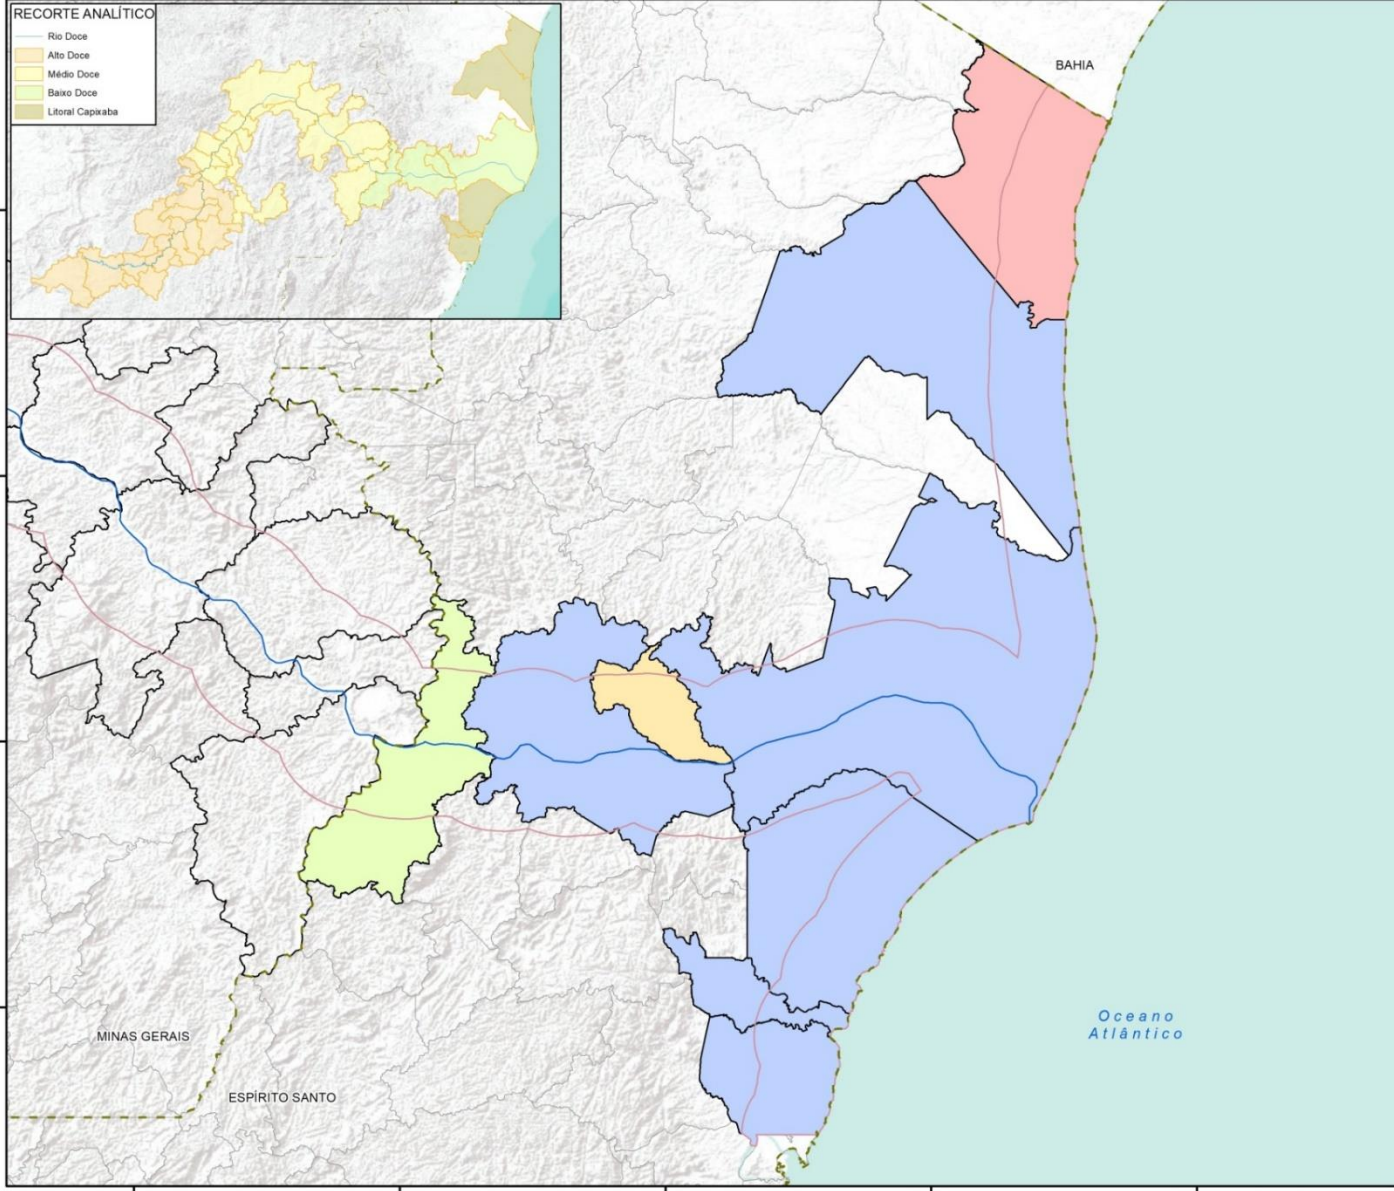 RECORTE ANALÍTICO
Rio Doce
Alto Doce
Médio Doce
Baixo Doce
Litoral Capixaba
BAHIA
Oceano
Atlântico
MINAS GERAIS
ESPÍRITO SANTO